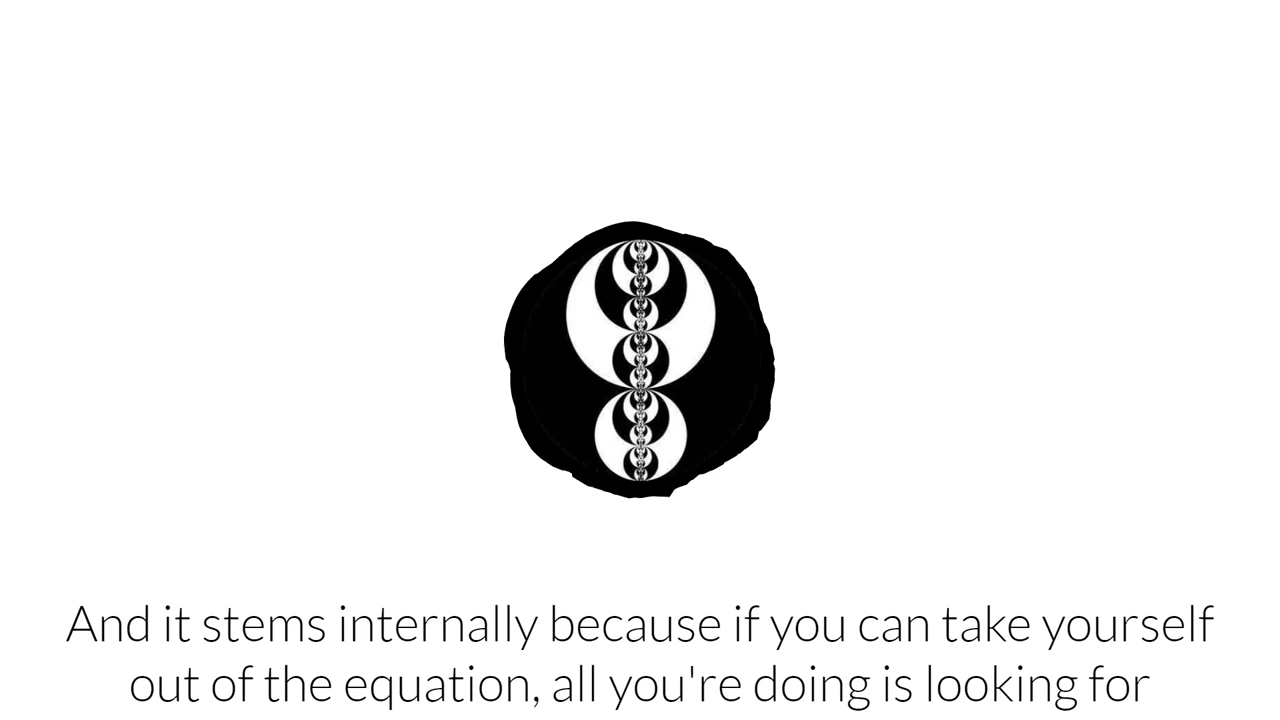 And it stems internally because if you can take yourself
out of the equation, all you're doing is looking for